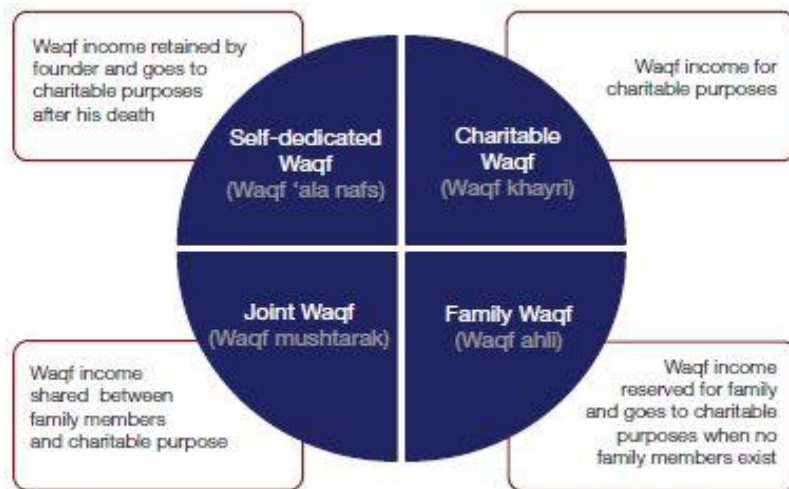 Waqf income retained by
founder and goes to
charitable purposes
after his death
Waqf income for
charitable purposes
Self-dedicated
Waqf
(Waqf ‘ala nafs)
Charitable
Waqf
(Waqf khayri)
Joint Waqf
(Waqf mushtarak)
Family Waqf
(Waqf ahli)
Waqf income
shared between
family members
and charitable purpose
Waqf income
reserved for family
and goes to charitable
purposes when no
family members exist